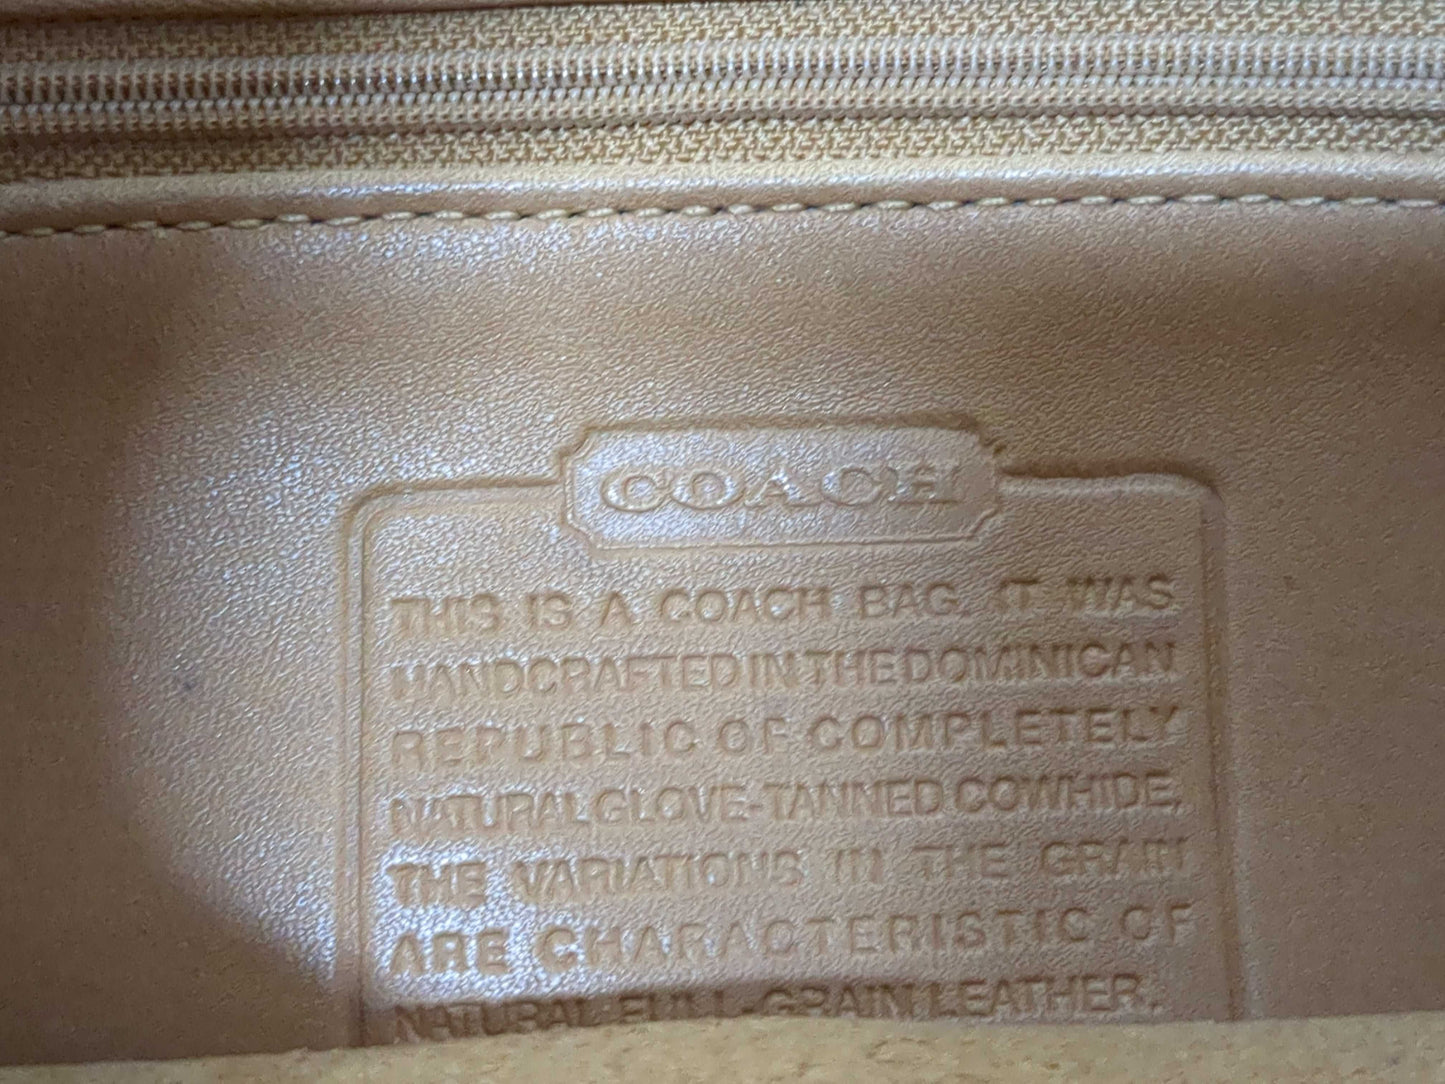 COACH
THIS IS A COACH BAG. IT WAS
HANDCRAFTED IN THE DOMINICAN
REPUBLIC OF COMPLETELY
NATURAL GLOVE-TANNED COWHIDE,
THE VARIATIONS IN THE GRAIN
ARE CHARACTERISTIC OF
NATURAL FULL-GRAIN LEATHER.